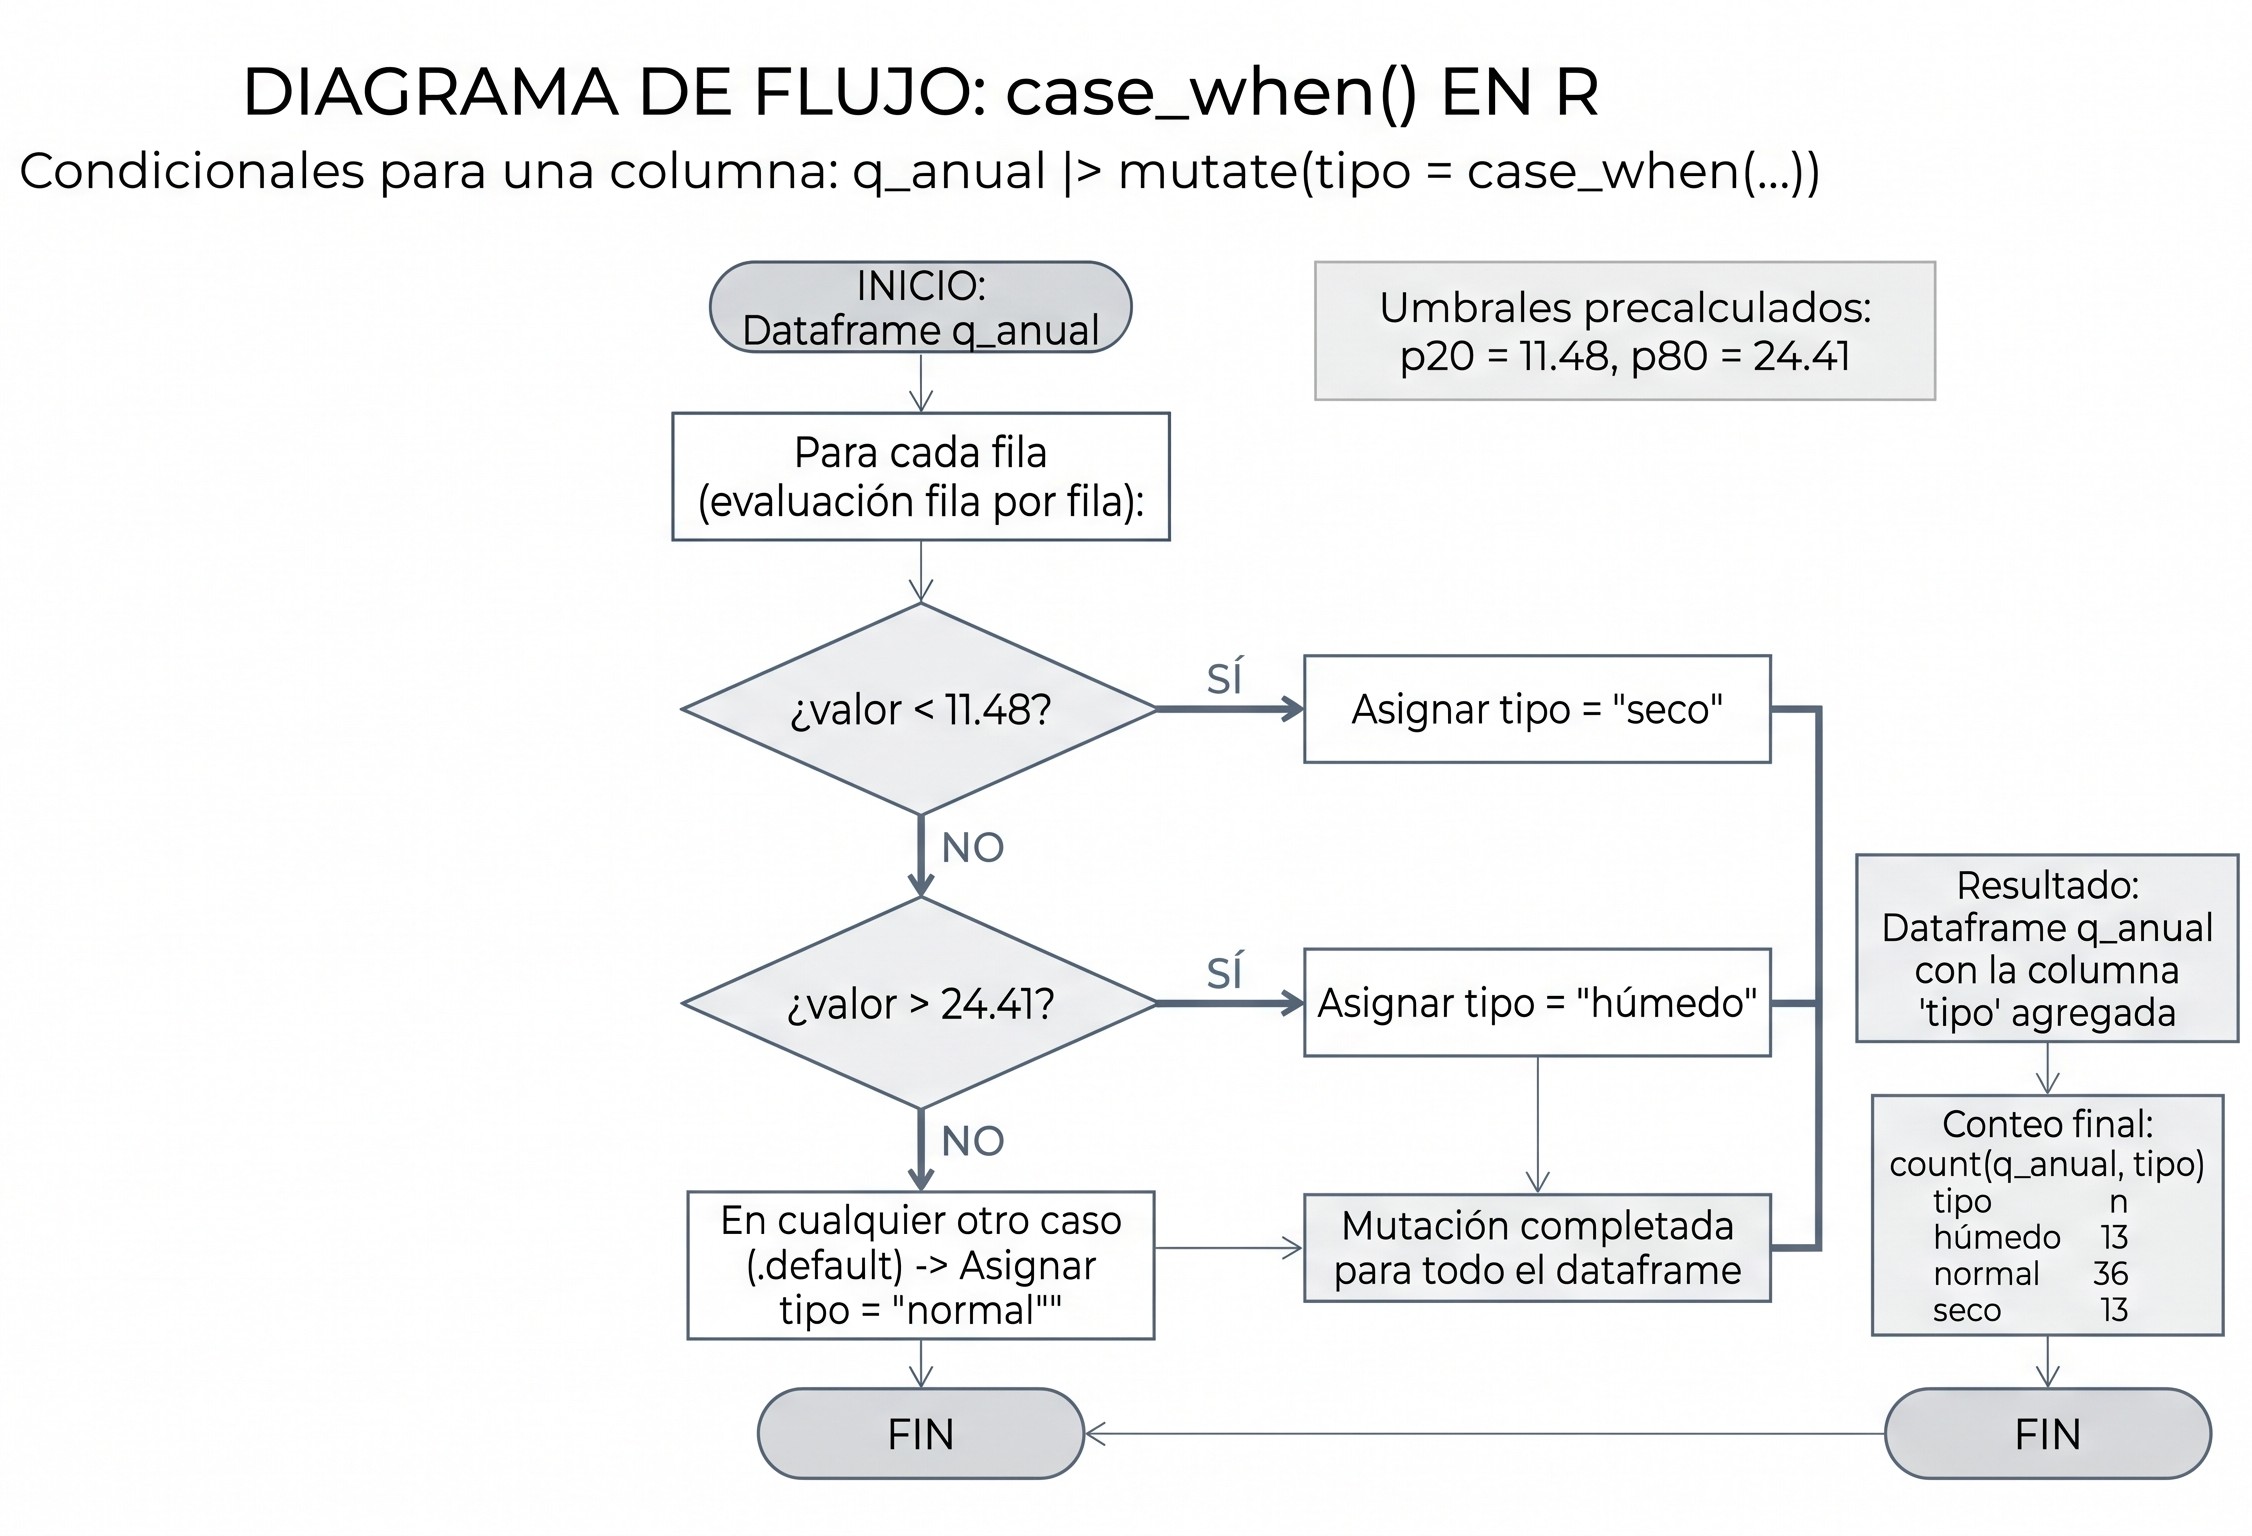 DIAGRAMA DE FLUJO: case_when() EN R
Condicionales para una columna: q_anual |> mutate(tipo = case_when(...))
INICIO:
Dataframe q_anual
Umbrales precalculados:
p20 = 11.48, p80 = 24.41
Para cada fila
(evaluación fila por fila):
¿valor < 11.48?
SÍ
Asignar tipo = "seco"
NO
¿valor > 24.41?
SÍ
Asignar tipo = "húmedo"
NO
En cualquier otro caso
(.default) -> Asignar
tipo = "normal""
Mutación completada
para todo el dataframe
Resultado:
Dataframe q_anual
con la columna
'tipo' agregada
Conteo final:
count(q_anual, tipo)
tipo n
húmedo 13
normal 36
seco 13
FIN
FIN